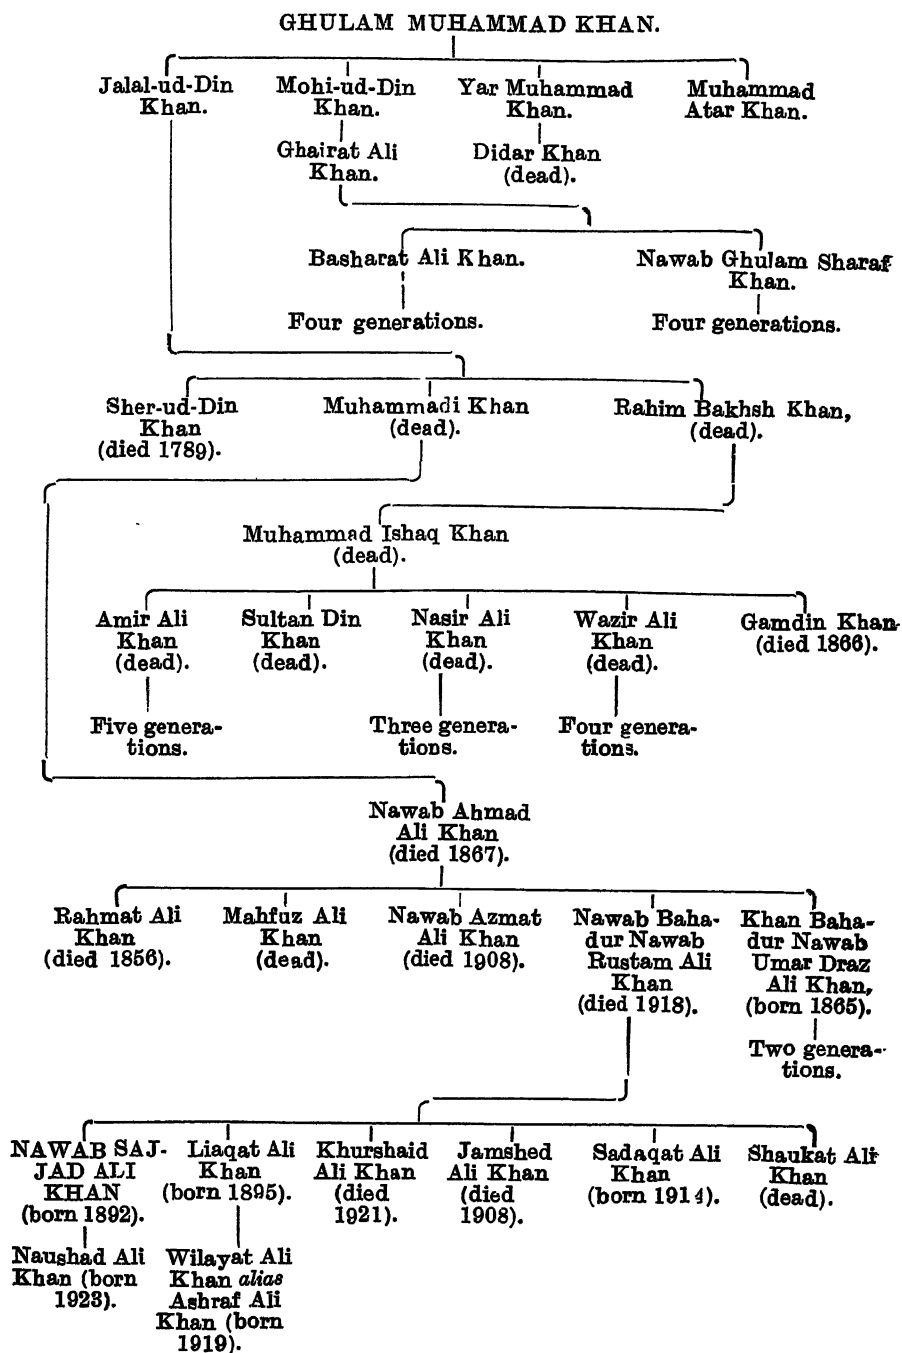 GHULAM MUHAMMAD KHAN.
Jalal-ud-Din
Khan.
Mohi-ud-Din
Khan.
Yar Muhammad
Khan.
Muhammad
Atar Khan.
Ghairat Ali
Khan.
Didar Khan
(dead).
Basharat Ali Khan.
Nawab Ghulam Sharaf
Khan.
Four generations.
Four generations.
Sher-ud-Din
Khan
(died 1789).
Muhammadi Khan
(dead).
Rahim Bakhsh Khan,
(dead).
Muhammad Ishaq Khan
(dead).
Amir Ali
Khan
(dead).
Sultan Din
Khan
(dead).
Nasir Ali
Khan
(dead).
Wazir Ali
Khan
(dead).
Gamdin Khan
(died 1866).
Five genera-
tions.
Three genera-
tions.
Four genera-
tions.
Nawab Ahmad
Ali Khan
(died 1867).
Rahmat Ali
Khan
(died 1856).
Mahfuz Ali
Khan
(dead).
Nawab Azmat
Ali Khan
(died 1908).
Nawab Baha-
dur Nawab
Rustam Ali
Khan
(died 1918).
Khan Baha-
dur Nawab
Umar Draz
Ali Khan,
(born 1865).
Two genera-
tions.
NAWAB SAJ-
JAD ALI
KHAN
(born 1892).
Liaqat Ali
Khan
(born 1895).
Khurshaid
Ali Khan
(died
1921).
Jamshed
Ali Khan
(died
1908).
Sadaqat Ali
Khan
(born 1914).
Shaukat Ali
Khan
(dead).
Naushad Ali
Khan (born
1923).
Wilayat Ali
Khan alias
Ashraf Ali
Khan (born
1919).